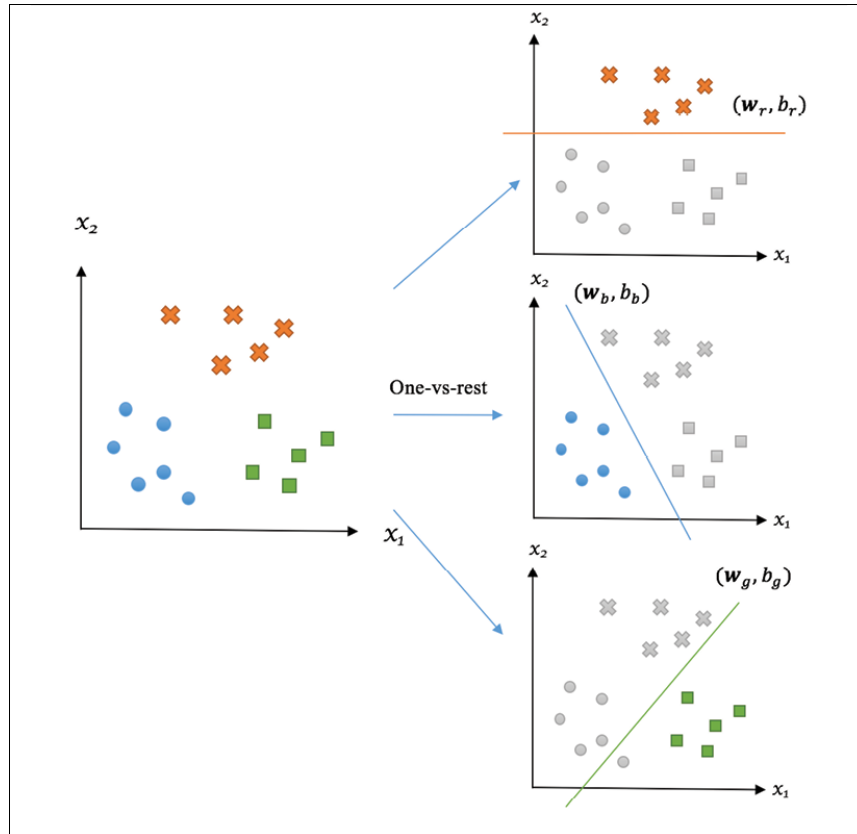 x₂
(w_r, b_r)
x₁
x₂
x₁
One-vs-rest
x₂
(w_b, b_b)
x₁
x₂
(w_g, b_g)
x₁